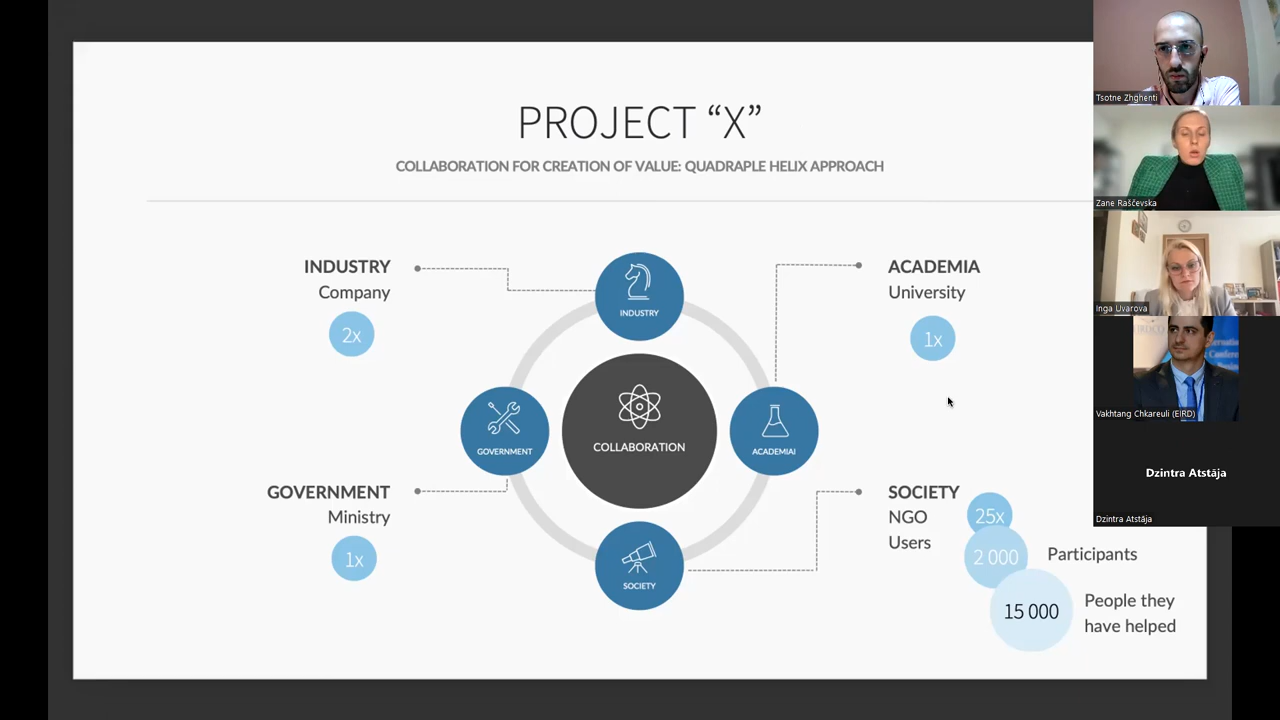 PROJECT “X”
COLLABORATION FOR CREATION OF VALUE: QUADRAPLE HELIX APPROACH
INDUSTRY
Company
2x
INDUSTRY
ACADEMIA
University
1x
COLLABORATION
GOVERNMENT
ACADEMIAI
GOVERNMENT
Ministry
1x
SOCIETY
SOCIETY
NGO
Users
25x
2 000
Participants
15 000
People they
have helped
Tsotne Zhghenti
Zane Raščevska
Inga Uvarova
Vakhtang Chkareuli (EIRD)
Dzintra Atstāja
Dzintra Atstāja